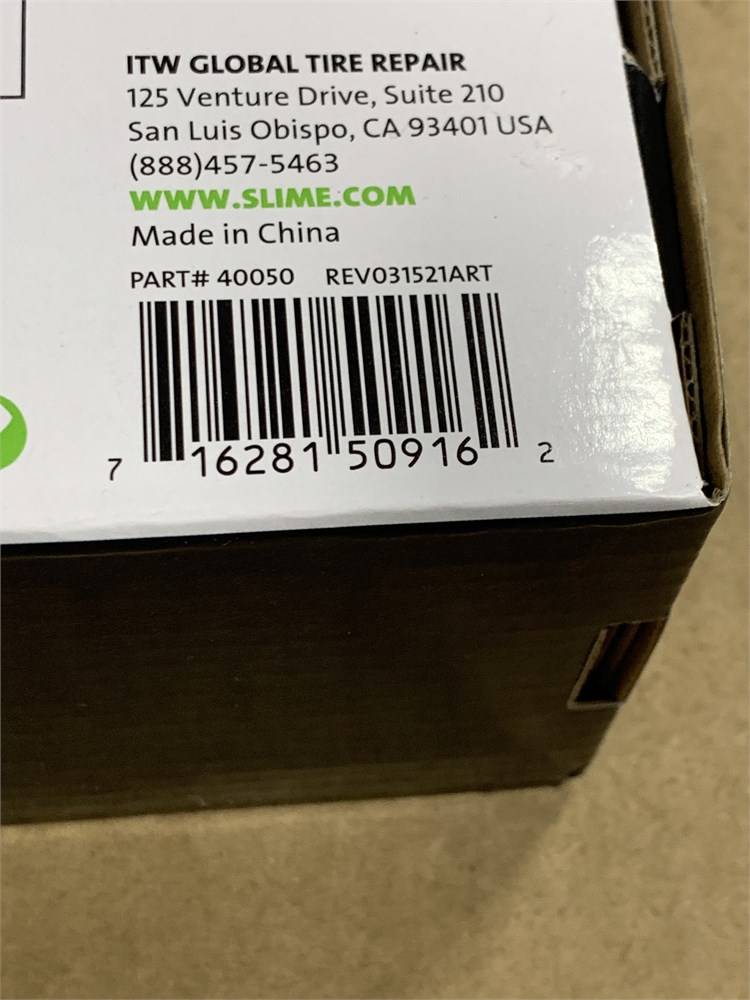 ITW GLOBAL TIRE REPAIR
125 Venture Drive, Suite 210
San Luis Obispo, CA 93401 USA
(888)457-5463
WWW.SLIME.COM
Made in China
PART# 40050 REV031521ART
7 16281 50916 2